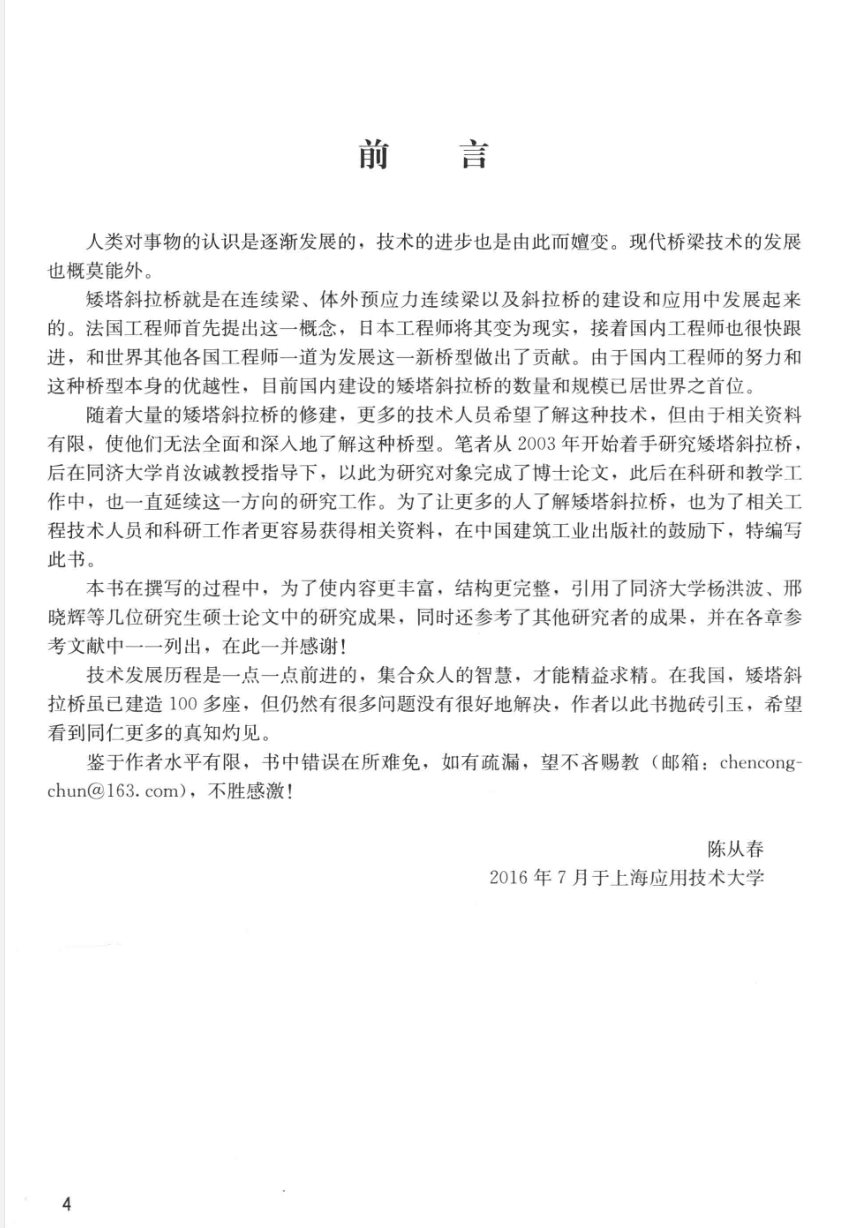 前 言
人类对事物的认识是逐渐发展的，技术的进步也是由此而嬗变。现代桥梁技术的发展
也概莫能外。
矮塔斜拉桥就是在连续梁、体外预应力连续梁以及斜拉桥的建设和应用中发展起来
的。法国工程师首先提出这一概念，日本工程师将其变为现实，接着国内工程师也很快跟
进，和世界其他各国工程师一道为发展这一新桥型做出了贡献。由于国内工程师的努力和
这种桥型本身的优越性，目前国内建设的矮塔斜拉桥的数量和规模已居世界之首位。
随着大量的矮塔斜拉桥的修建，更多的技术人员希望了解这种技术，但由于相关资料
有限，使他们无法全面和深入地了解这种桥型。笔者从 2003 年开始着手研究矮塔斜拉桥，
后在同济大学肖汝诚教授指导下，以此为研究对象完成了博士论文，此后在科研和教学工
作中，也一直延续这一方向的研究工作。为了让更多的人了解矮塔斜拉桥，也为了相关工
程技术人员和科研工作者更容易获得相关资料，在中国建筑工业出版社的鼓励下，特编写
此书。
本书在撰写的过程中，为了使内容更丰富，结构更完整，引用了同济大学杨洪波、邢
晓辉等几位研究生硕士论文中的研究成果，同时还参考了其他研究者的成果，并在各章参
考文献中一一列出，在此一并感谢！
技术发展历程是一点一点前进的，集合众人的智慧，才能精益求精。在我国，矮塔斜
拉桥虽已建造 100 多座，但仍然有很多问题没有很好地解决，作者以此书抛砖引玉，希望
看到同仁更多的真知灼见。
鉴于作者水平有限，书中错误在所难免，如有疏漏，望不吝赐教（邮箱：chencong-
chun@163.com），不胜感激！
陈从春
2016 年 7 月于上海应用技术大学
4